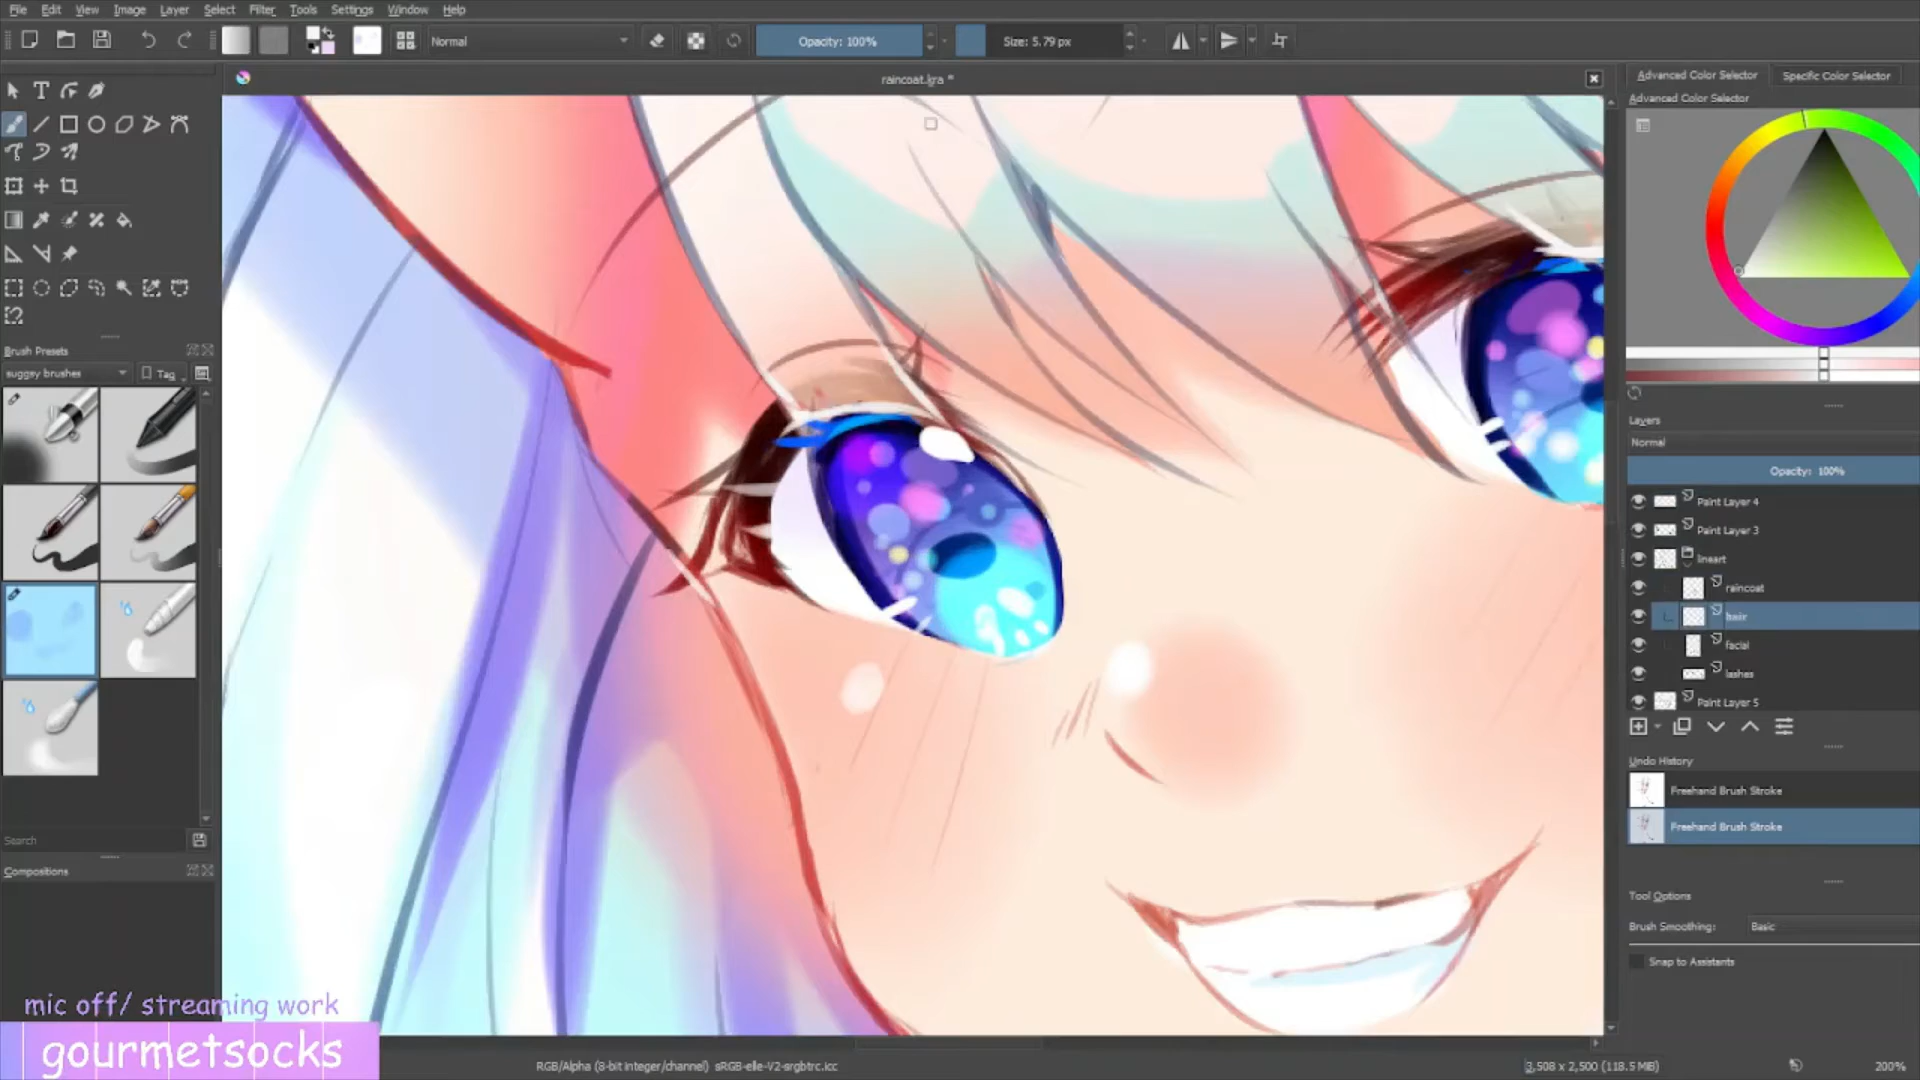 File Edit View Image Layer Select Filter Tools Settings Window Help
Normal Opacity: 100% Size: 5.79 px
raincoat.kra *
Advanced Color Selector Specific Color Selector
Advanced Color Selector
Brush Presets
suggsy brushes Tag
Search
Compositions
Layers
Normal
Opacity: 100%
Paint Layer 4
Paint Layer 3
lineart
raincoat
hair
facial
lashes
Paint Layer 5
Undo History
Freehand Brush Stroke
Freehand Brush Stroke
Tool Options
Brush Smoothing: Basic
Snap to Assistants
mic off/ streaming work
gourmetsocks
RGB/Alpha (8-bit integer/channel) sRGB-elle-V2-srgbtrc.icc
3,508 x 2,500 (118.5 MiB)
200%